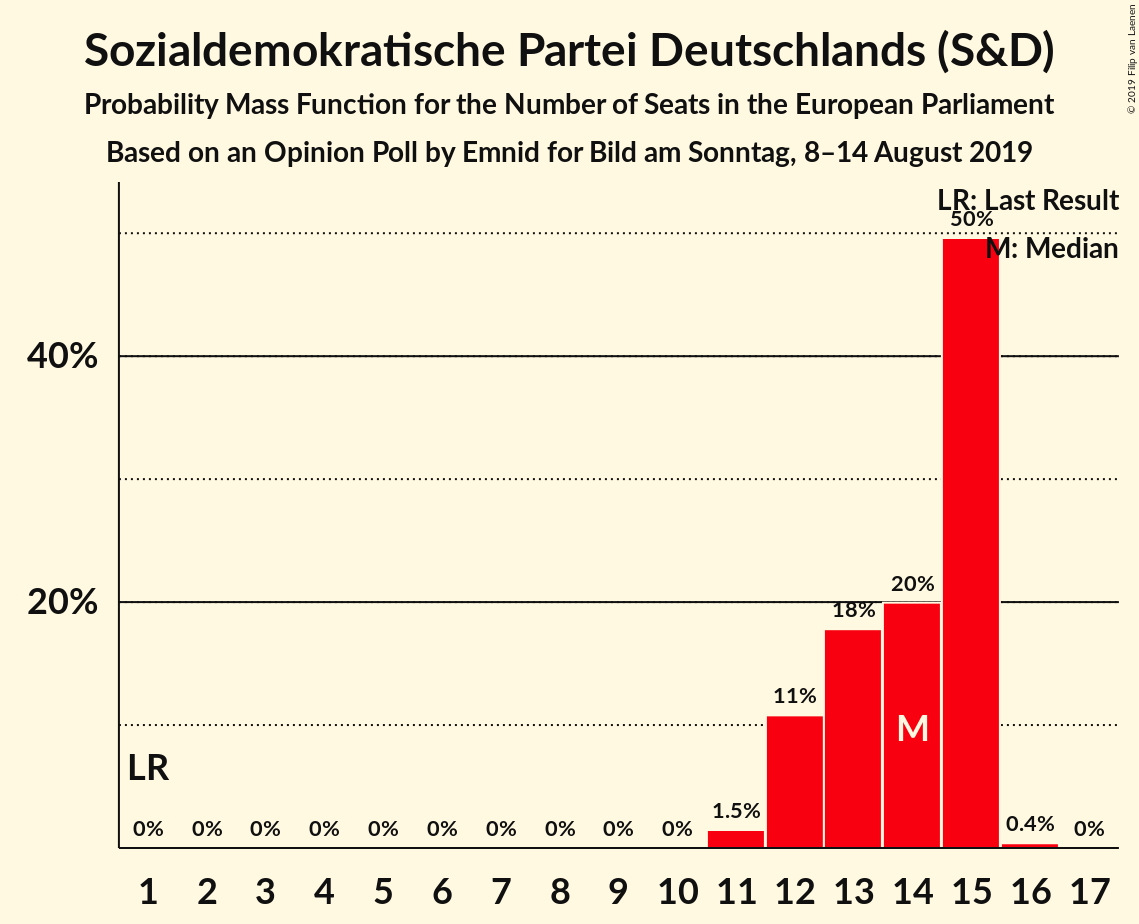 Sozialdemokratische Partei Deutschlands (S&D)
Probability Mass Function for the Number of Seats in the European Parliament
Based on an Opinion Poll by Emnid for Bild am Sonntag, 8–14 August 2019
© 2019 Filip van Laenen
LR: Last Result
M: Median
50%
40%
20%
20%
18%
11%
M
LR
0% 0% 0% 0% 0% 0% 0% 0% 0% 0% 1.5% 0.4% 0%
1 2 3 4 5 6 7 8 9 10 11 12 13 14 15 16 17